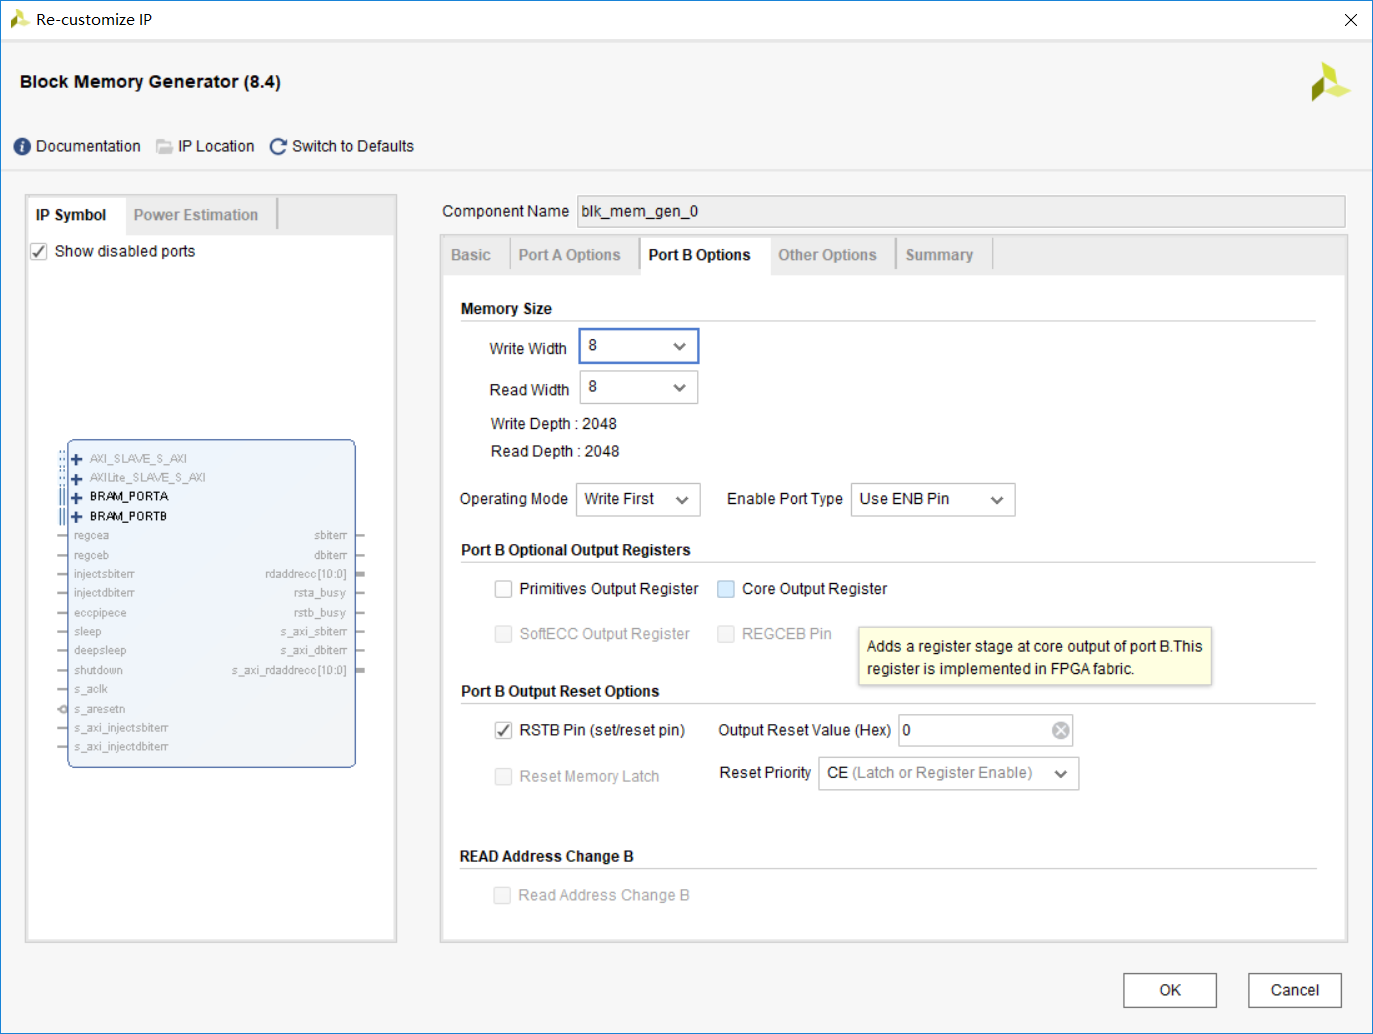 Re-customize IP
Block Memory Generator (8.4)
Documentation
IP Location
Switch to Defaults
IP Symbol
Power Estimation
Show disabled ports
AXI_SLAVE_S_AXI
AXILite_SLAVE_S_AXI
BRAM_PORTA
BRAM_PORTB
regcea
sbiterr
regceb
dbiterr
injectsbiterr
rdaddrecc[10:0]
injectdbiterr
rsta_busy
eccpipece
rstb_busy
sleep
s_axi_sbiterr
deepsleep
s_axi_dbiterr
shutdown
s_axi_rdaddrecc[10:0]
s_aclk
s_aresetn
s_axi_injectsbiterr
s_axi_injectdbiterr
Component Name
blk_mem_gen_0
Basic
Port A Options
Port B Options
Other Options
Summary
Memory Size
Write Width
8
Read Width
8
Write Depth : 2048
Read Depth : 2048
Operating Mode
Write First
Enable Port Type
Use ENB Pin
Port B Optional Output Registers
Primitives Output Register
Core Output Register
SoftECC Output Register
REGCEB Pin
Adds a register stage at core output of port B.This
register is implemented in FPGA fabric.
Port B Output Reset Options
RSTB Pin (set/reset pin)
Output Reset Value (Hex)
0
Reset Memory Latch
Reset Priority
CE (Latch or Register Enable)
READ Address Change B
Read Address Change B
OK
Cancel